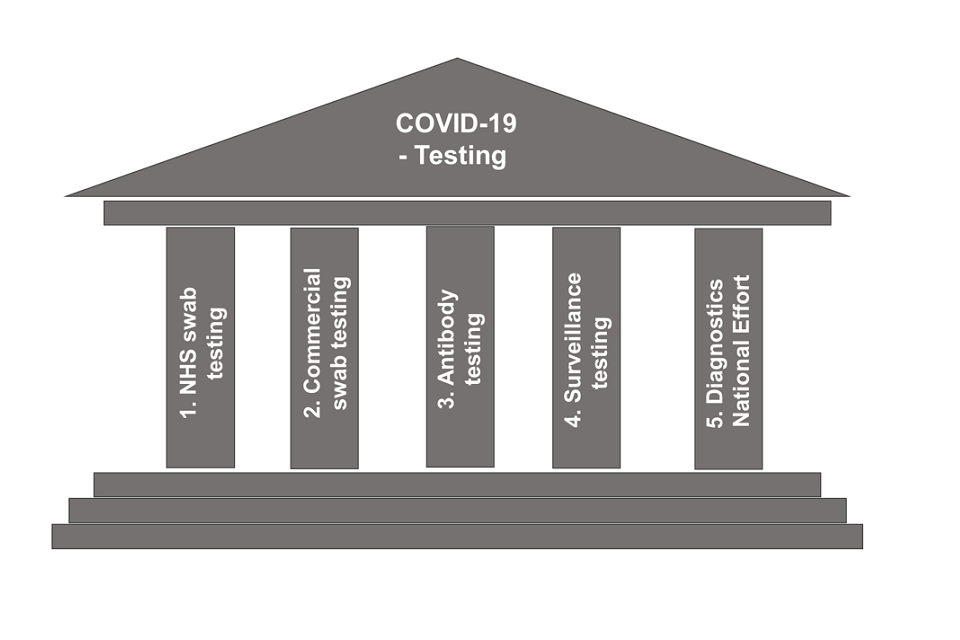 COVID-19
- Testing
1. NHS swab
testing
2. Commercial
swab testing
3. Antibody
testing
4. Surveillance
testing
5. Diagnostics
National Effort